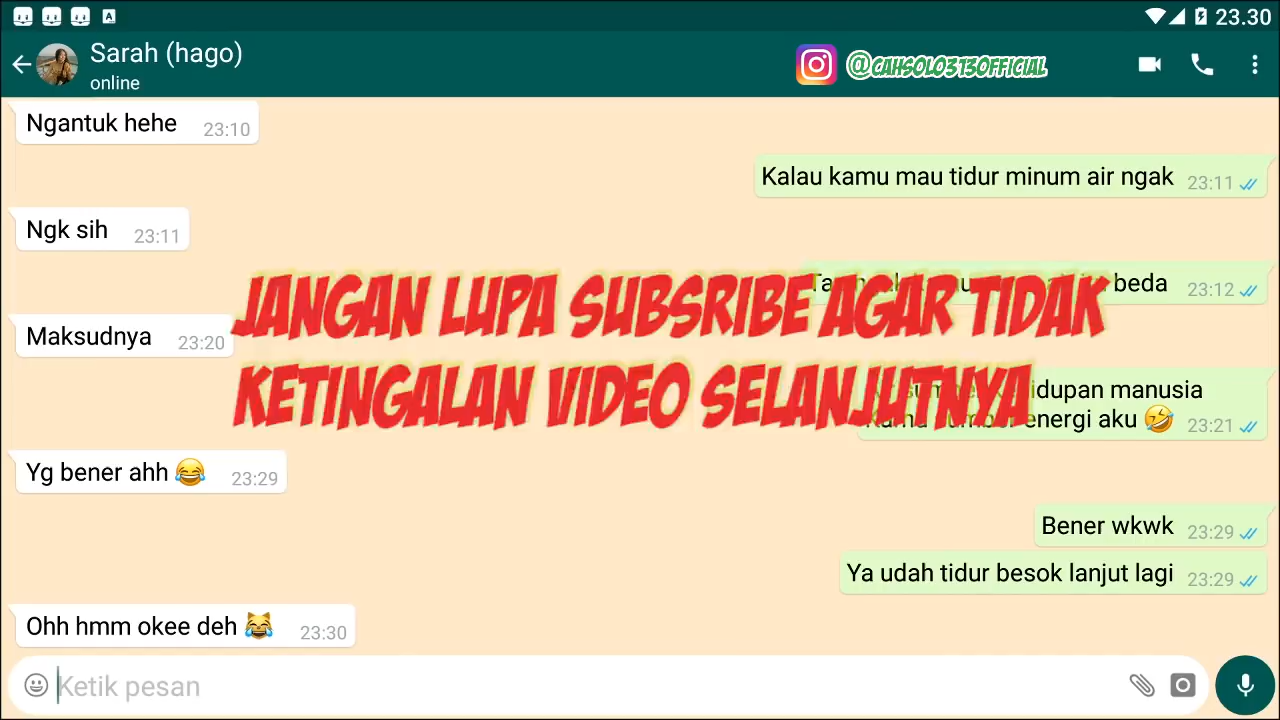 A
23.30
Sarah (hago)
online
@CAHSOLO313OFFICIAL
Ngantuk hehe 23:10
Kalau kamu mau tidur minum air ngak 23:11
Ngk sih 23:11
beda 23:12
JANGAN LUPA SUBSRIBE AGAR TIDAK
Maksudnya 23:20
KETINGALAN VIDEO SELANJUTNYA
manusia
energi aku 🤣 23:21
Yg bener ahh 😂 23:29
Bener wkwk 23:29
Ya udah tidur besok lanjut lagi 23:29
Ohh hmm okee deh 😹 23:30
Ketik pesan